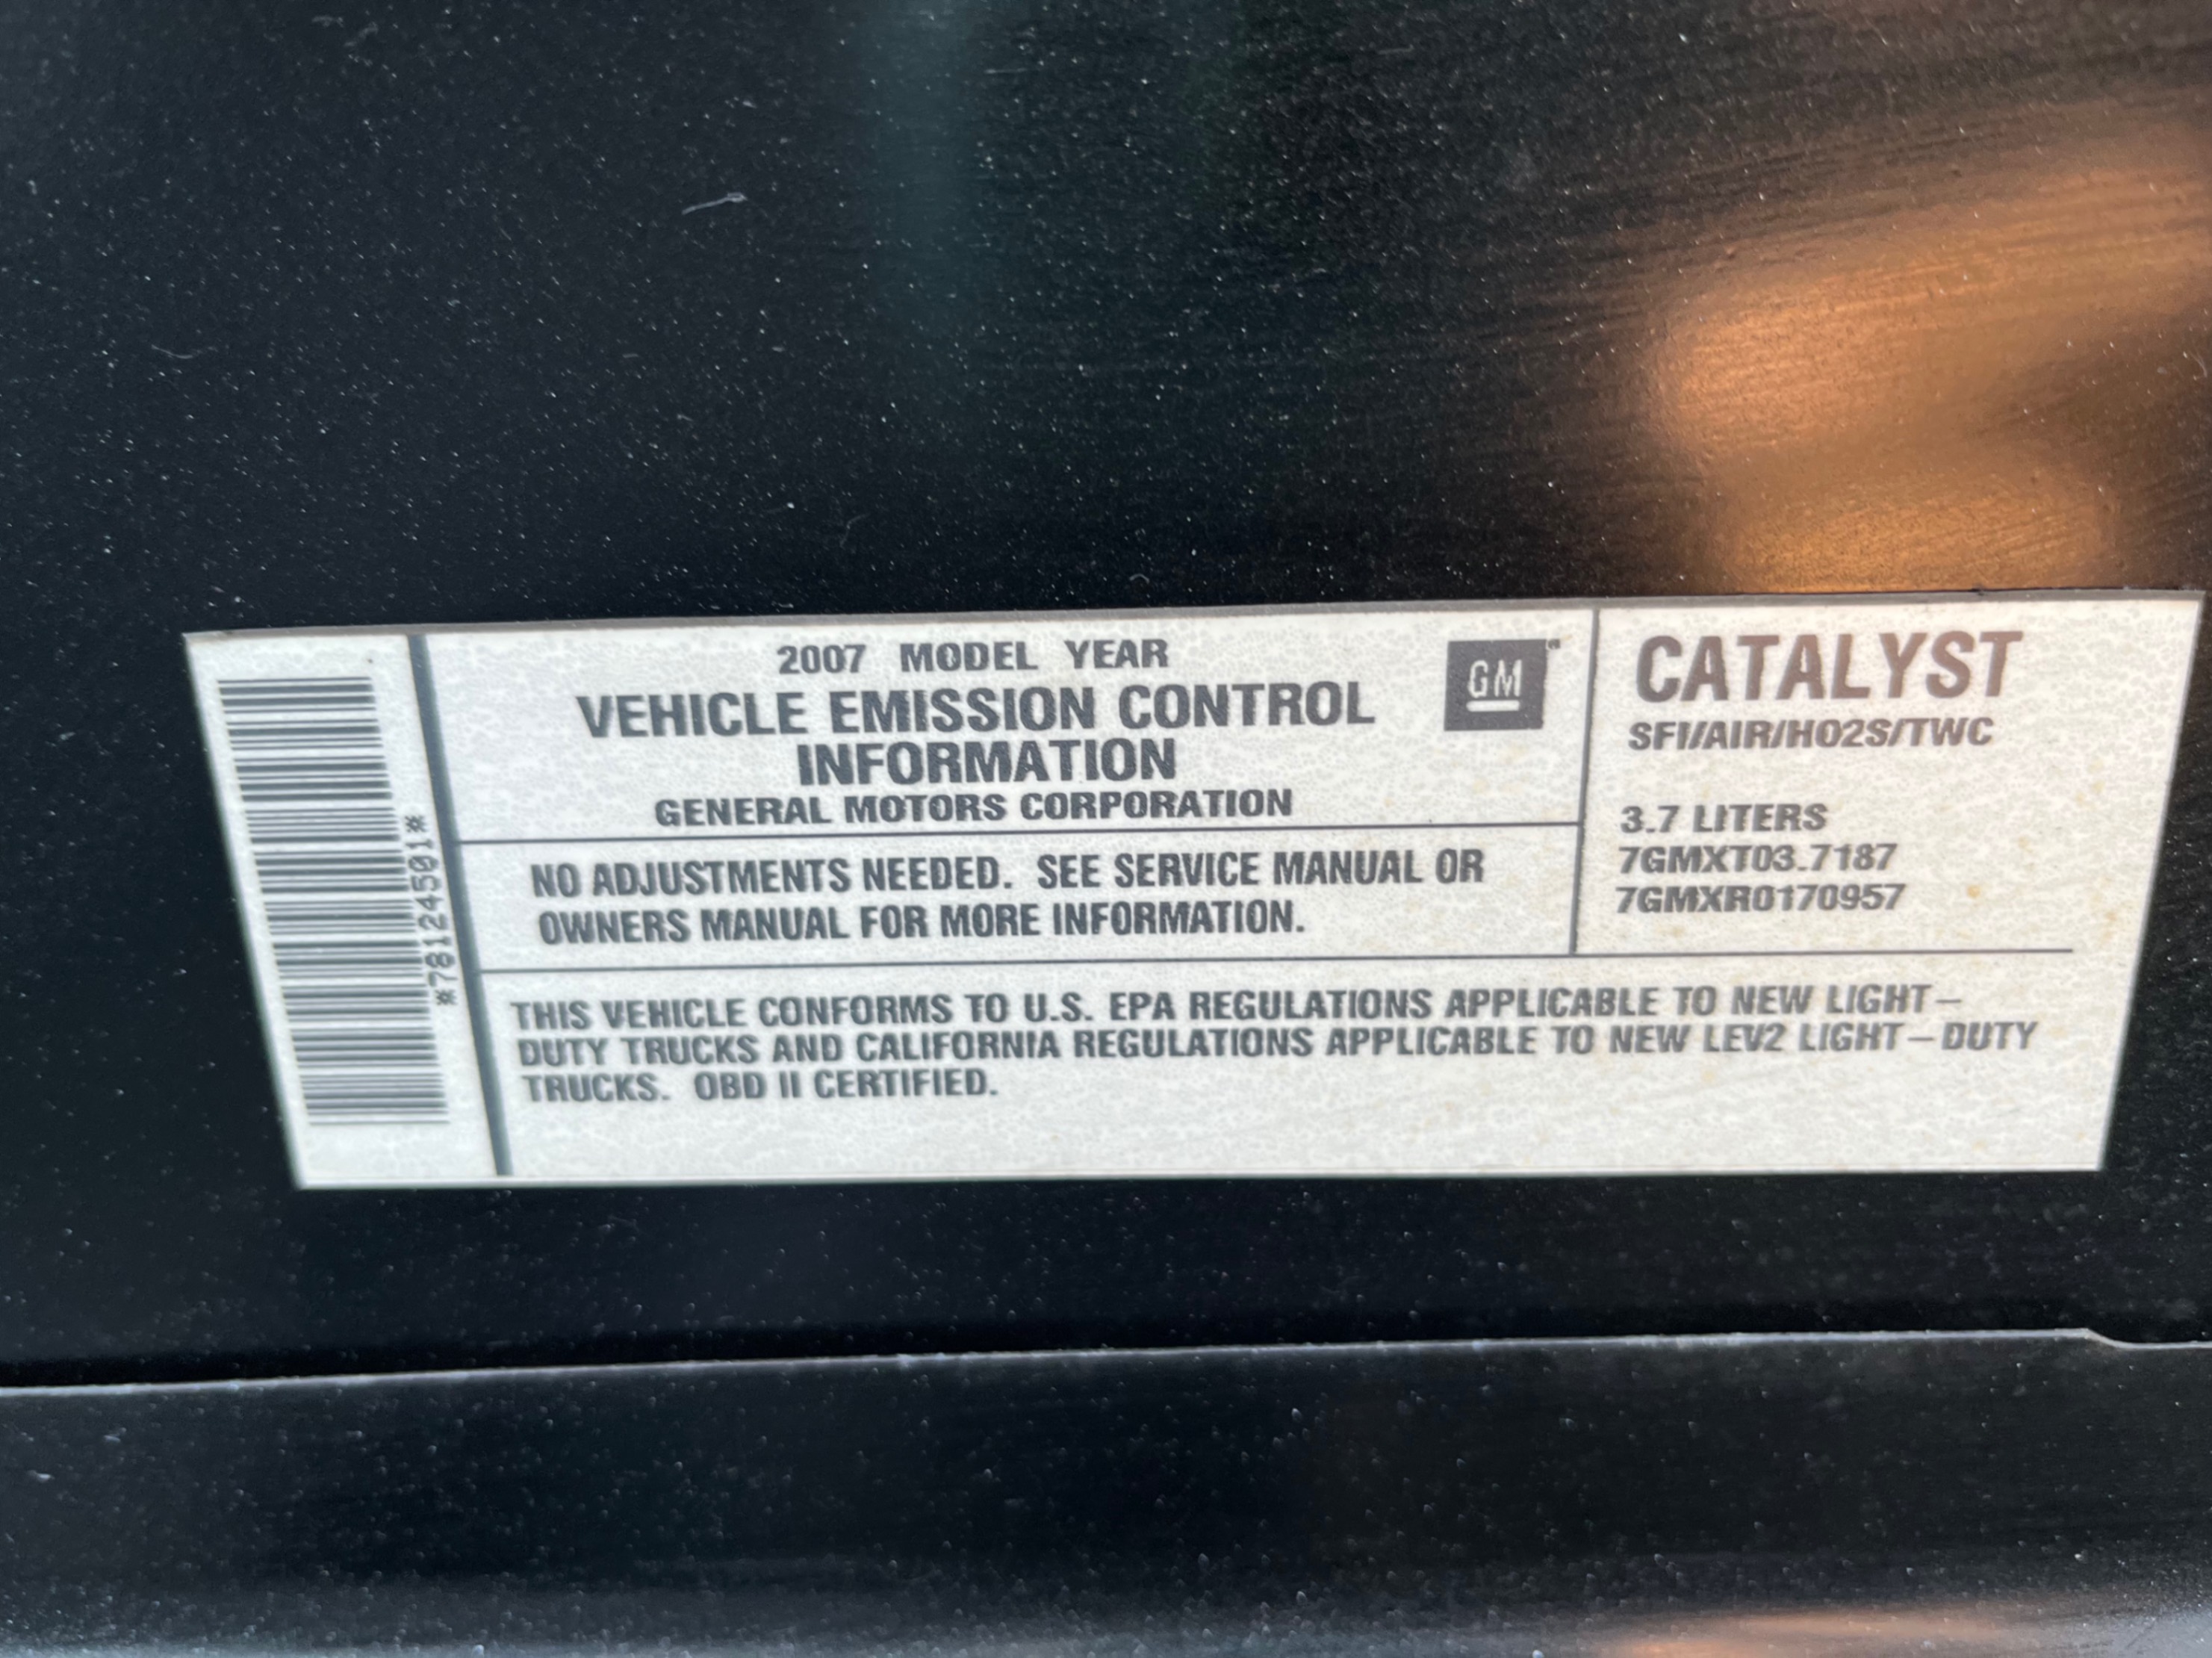 *78124501*
2007 MODEL YEAR
VEHICLE EMISSION CONTROL
INFORMATION
GENERAL MOTORS CORPORATION
GM
NO ADJUSTMENTS NEEDED. SEE SERVICE MANUAL OR
OWNERS MANUAL FOR MORE INFORMATION.
CATALYST
SFI/AIR/HO2S/TWC
3.7 LITERS
7GMXT03.7187
7GMXR0170957
THIS VEHICLE CONFORMS TO U.S. EPA REGULATIONS APPLICABLE TO NEW LIGHT–
DUTY TRUCKS AND CALIFORNIA REGULATIONS APPLICABLE TO NEW LEV2 LIGHT–DUTY
TRUCKS. OBD II CERTIFIED.